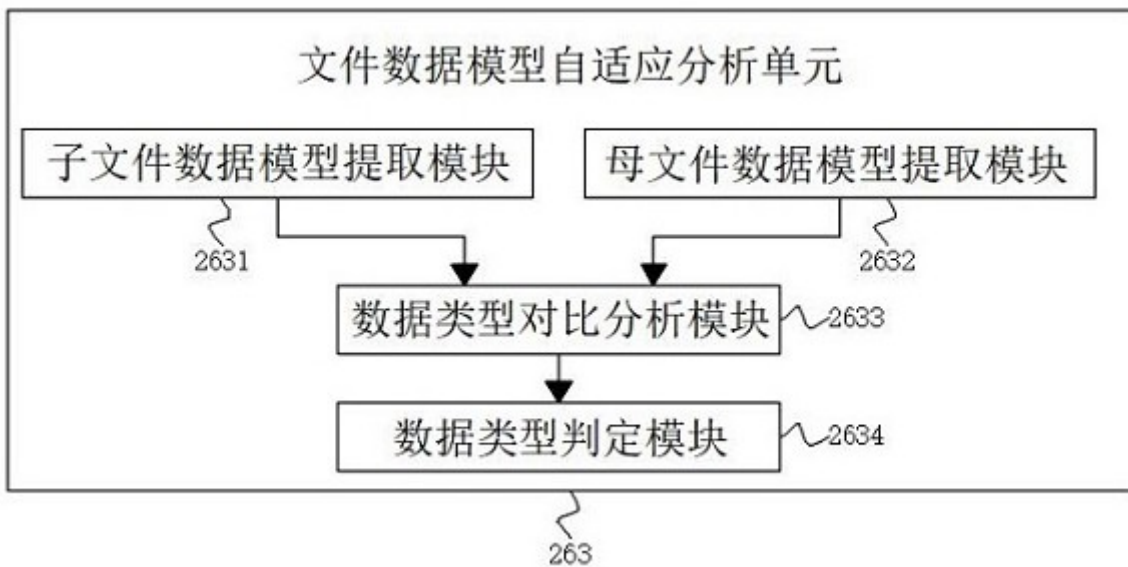 文件数据模型自适应分析单元
子文件数据模型提取模块
母文件数据模型提取模块
2631
2632
数据类型对比分析模块
2633
数据类型判定模块
2634
263